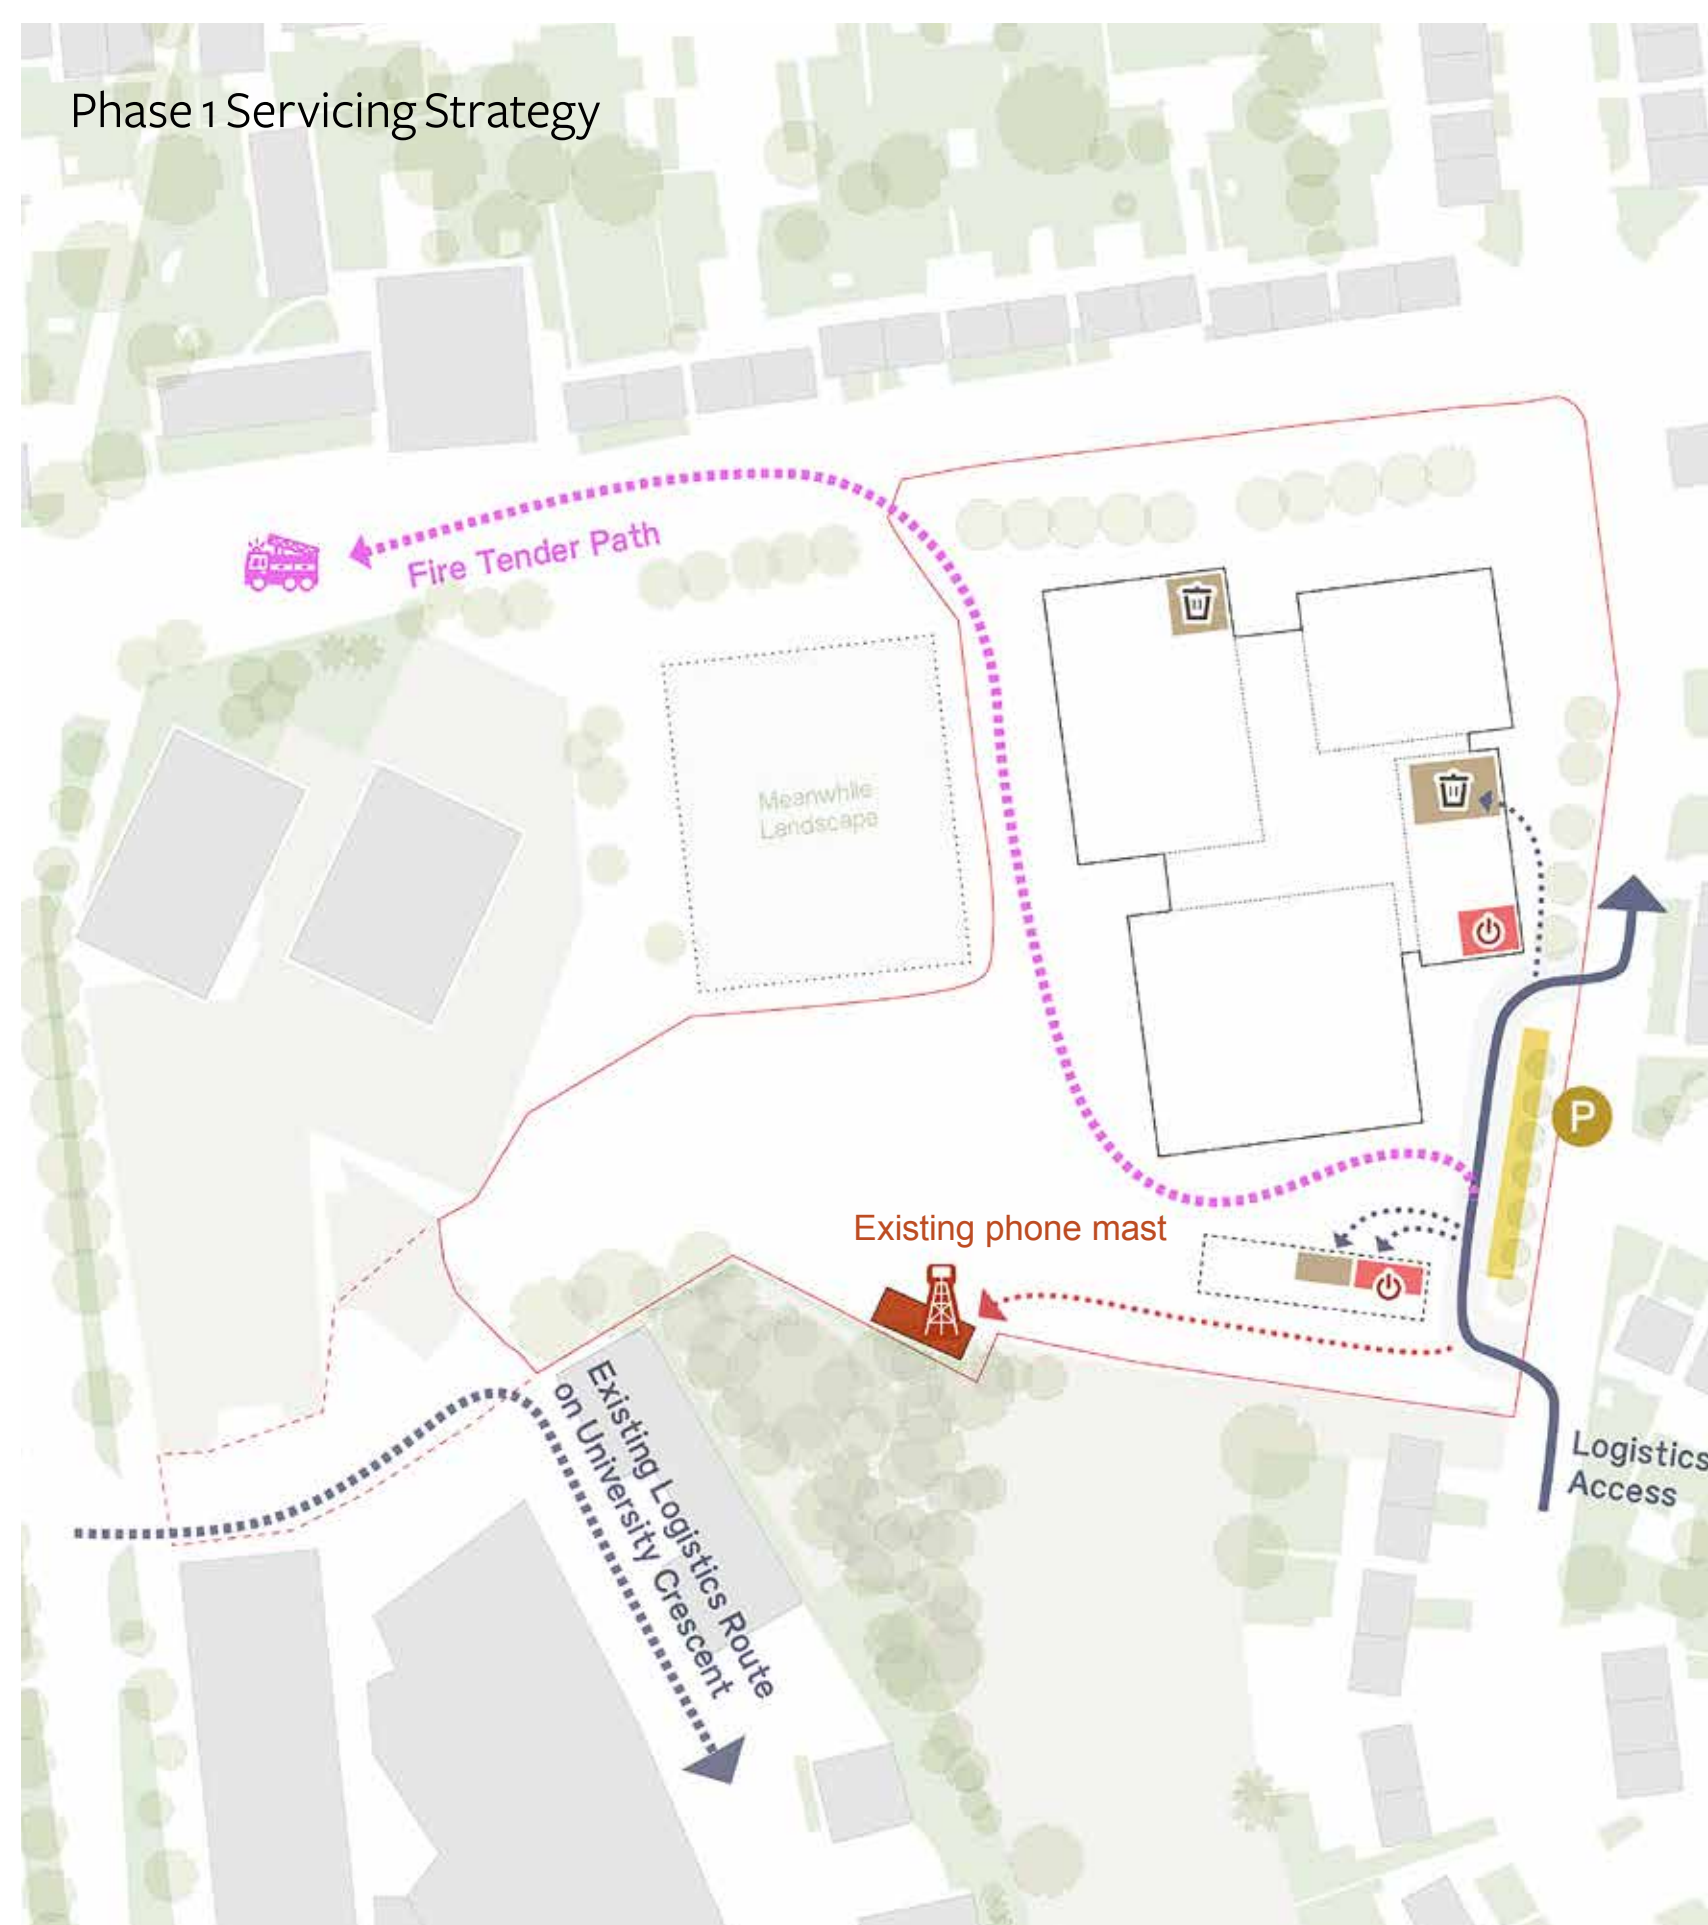 Phase 1 Servicing Strategy
Fire Tender Path
Meanwhile
Landscape
P
Existing phone mast
Existing Logistics Route
on University Crescent
Logistics
Access